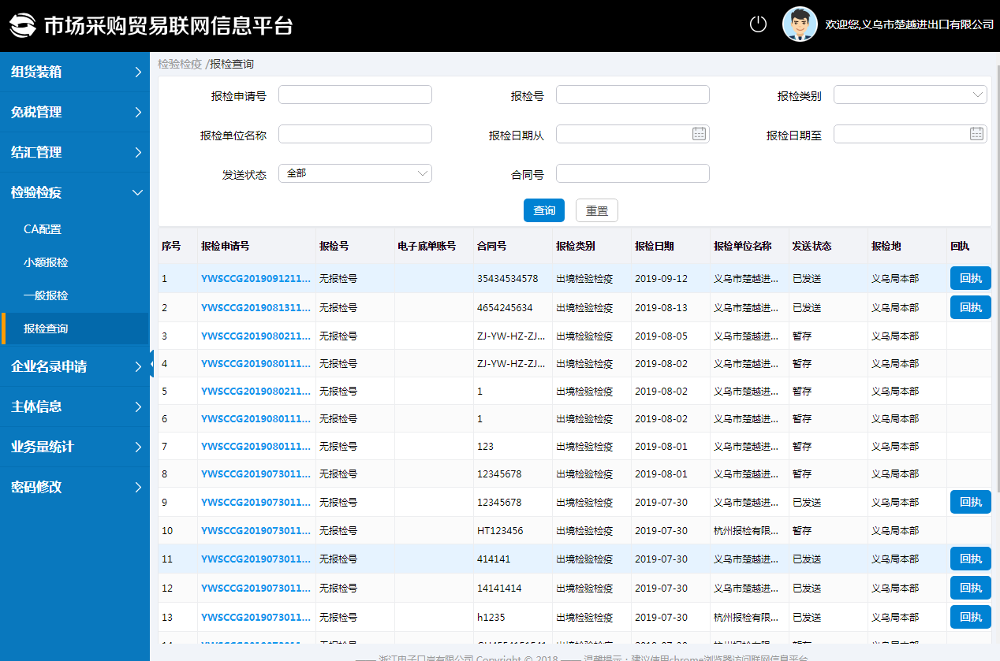 市场采购贸易联网信息平台
欢迎您,义乌市楚越进出口有限公司
组货装箱
免税管理
结汇管理
检验检疫
CA配置
小额报检
一般报检
报检查询
企业名录申请
主体信息
业务量统计
密码修改
检验检疫 /报检查询
报检申请号 报检号 报检类别
报检单位名称 报检日期从 报检日期至
发送状态 全部 合同号
查询 重置
序号 报检申请号 报检号 电子底单账号 合同号 报检类别 报检日期 报检单位名称 发送状态 报检地 回执
1 YWSCCG2019091211... 无报检号 35434534578 出境检验检疫 2019-09-12 义乌市楚越进... 已发送 义乌局本部 回执
2 YWSCCG2019081311... 无报检号 4654245634 出境检验检疫 2019-08-13 义乌市楚越进... 已发送 义乌局本部 回执
3 YWSCCG2019080211... 无报检号 ZJ-YW-HZ-ZJ... 出境检验检疫 2019-08-05 义乌市楚越进... 暂存 义乌局本部
4 YWSCCG2019080111... 无报检号 ZJ-YW-HZ-ZJ... 出境检验检疫 2019-08-02 义乌市楚越进... 暂存 义乌局本部
5 YWSCCG2019080211... 无报检号 1 出境检验检疫 2019-08-02 义乌市楚越进... 暂存 义乌局本部
6 YWSCCG2019080111... 无报检号 1 出境检验检疫 2019-08-02 义乌市楚越进... 暂存 义乌局本部
7 YWSCCG2019080111... 无报检号 123 出境检验检疫 2019-08-01 义乌市楚越进... 暂存 义乌局本部
8 YWSCCG2019073011... 无报检号 12345678 出境检验检疫 2019-08-01 义乌市楚越进... 暂存 义乌局本部
9 YWSCCG2019073011... 无报检号 12345678 出境检验检疫 2019-07-30 义乌市楚越进... 已发送 义乌局本部 回执
10 YWSCCG2019073011... 无报检号 HT123456 出境检验检疫 2019-07-30 杭州报检有限... 暂存 义乌局本部
11 YWSCCG2019073011... 无报检号 414141 出境检验检疫 2019-07-30 义乌市楚越进... 已发送 义乌局本部 回执
12 YWSCCG2019073011... 无报检号 14141414 出境检验检疫 2019-07-30 义乌市楚越进... 已发送 义乌局本部 回执
13 YWSCCG2019073011... 无报检号 h1235 出境检验检疫 2019-07-30 杭州报检有限... 已发送 义乌局本部 回执
—— 浙江电子口岸有限公司 Copyright © 2018 —— 温馨提示：建议使用chrome浏览器访问联网信息平台